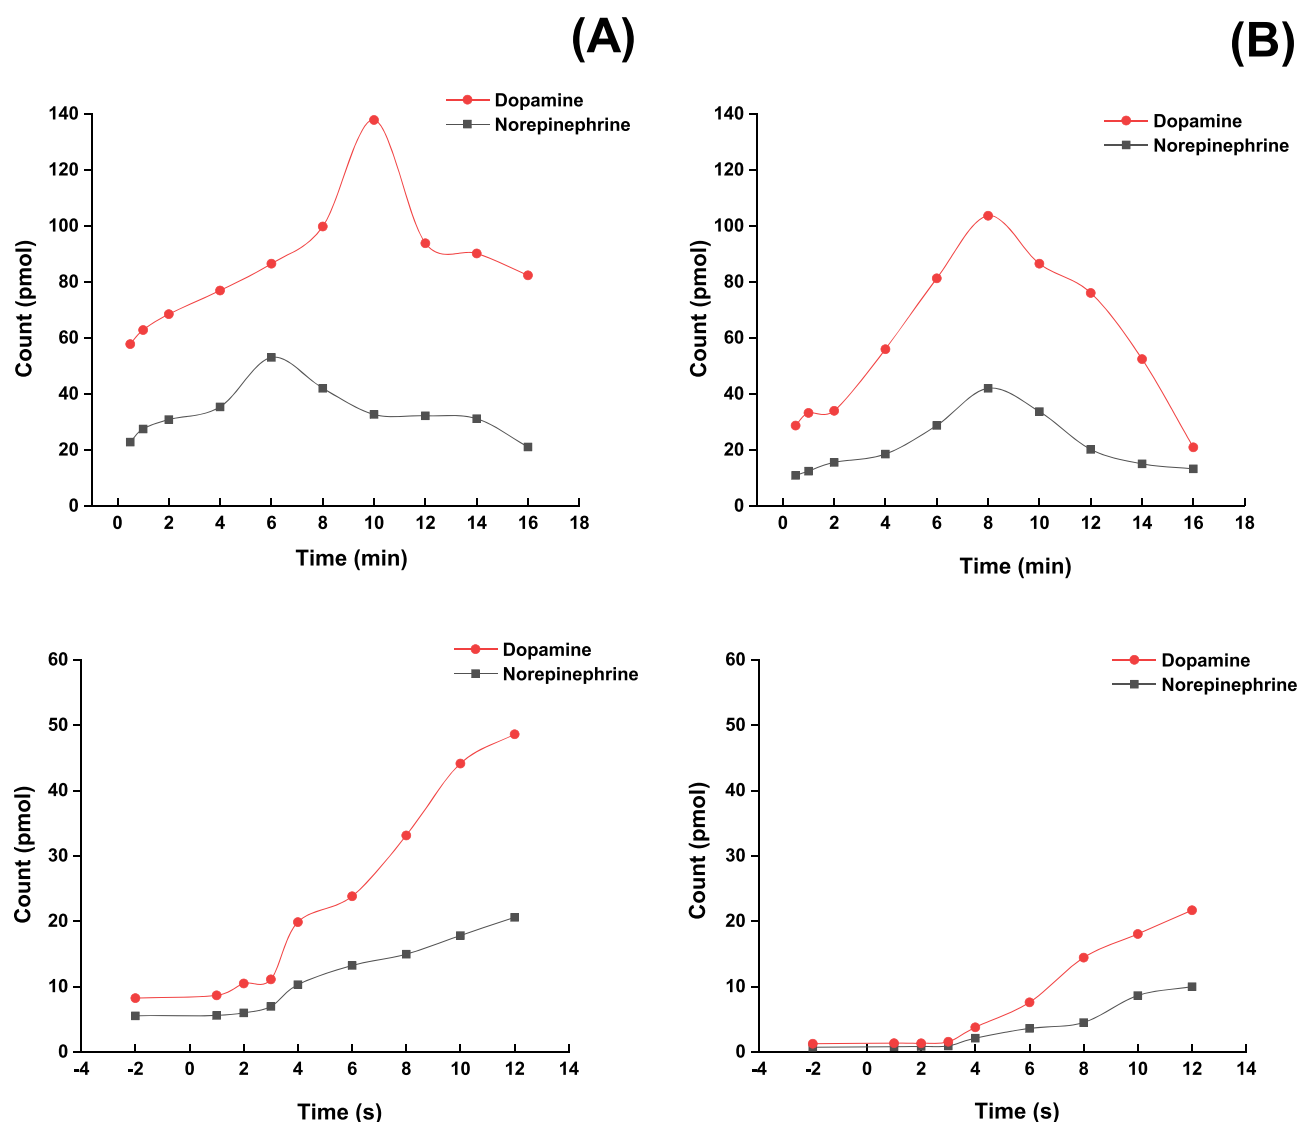 (A)
Dopamine
Norepinephrine
140
120
100
80
60
40
20
0
0 2 4 6 8 10 12 14 16 18
Count (pmol)
Time (min)
(B)
Dopamine
Norepinephrine
140
120
100
80
60
40
20
0
0 2 4 6 8 10 12 14 16 18
Count (pmol)
Time (min)
Dopamine
Norepinephrine
60
50
40
30
20
10
0
-4 -2 0 2 4 6 8 10 12 14
Count (pmol)
Time (s)
Dopamine
Norepinephrine
60
50
40
30
20
10
0
-4 -2 0 2 4 6 8 10 12 14
Count (pmol)
Time (s)